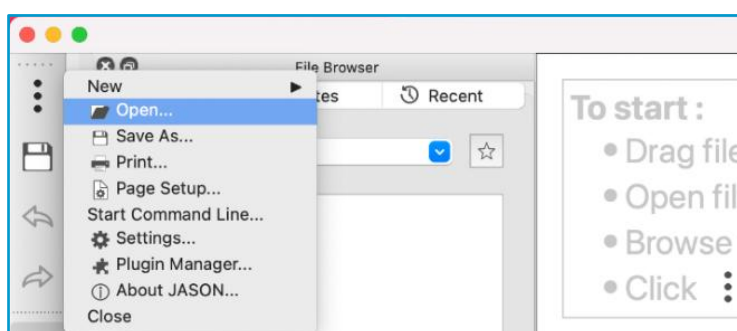 File Browser
New
tes
Recent
Open...
Save As...
Print...
Page Setup...
Start Command Line...
Settings...
Plugin Manager...
About JASON...
Close
To start :
Drag file
Open fil
Browse
Click